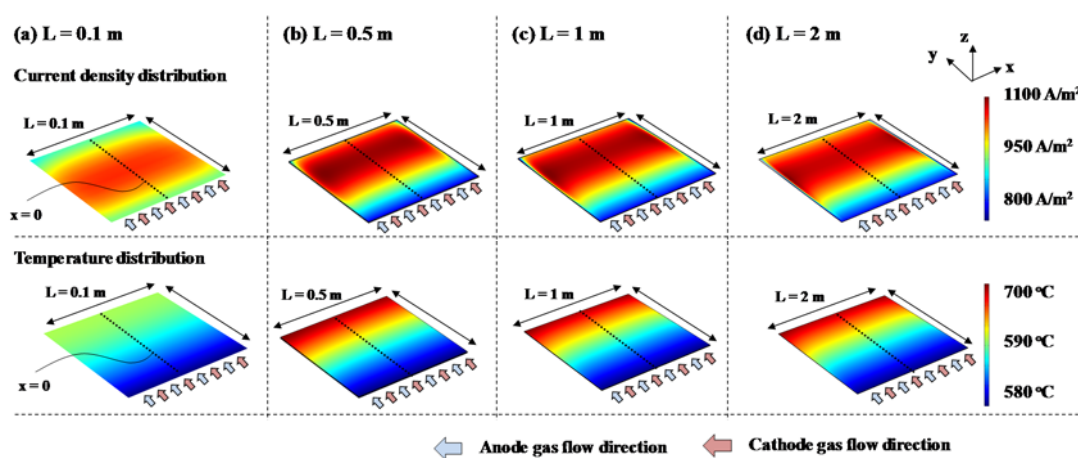 (a) L = 0.1 m
(b) L = 0.5 m
(c) L = 1 m
(d) L = 2 m
z
y
x
Current density distribution
L = 0.1 m
L = 0.5 m
L = 1 m
L = 2 m
1100 A/m²
950 A/m²
800 A/m²
x = 0
Temperature distribution
L = 0.1 m
L = 0.5 m
L = 1 m
L = 2 m
700 °C
590 °C
580 °C
x = 0
Anode gas flow direction
Cathode gas flow direction